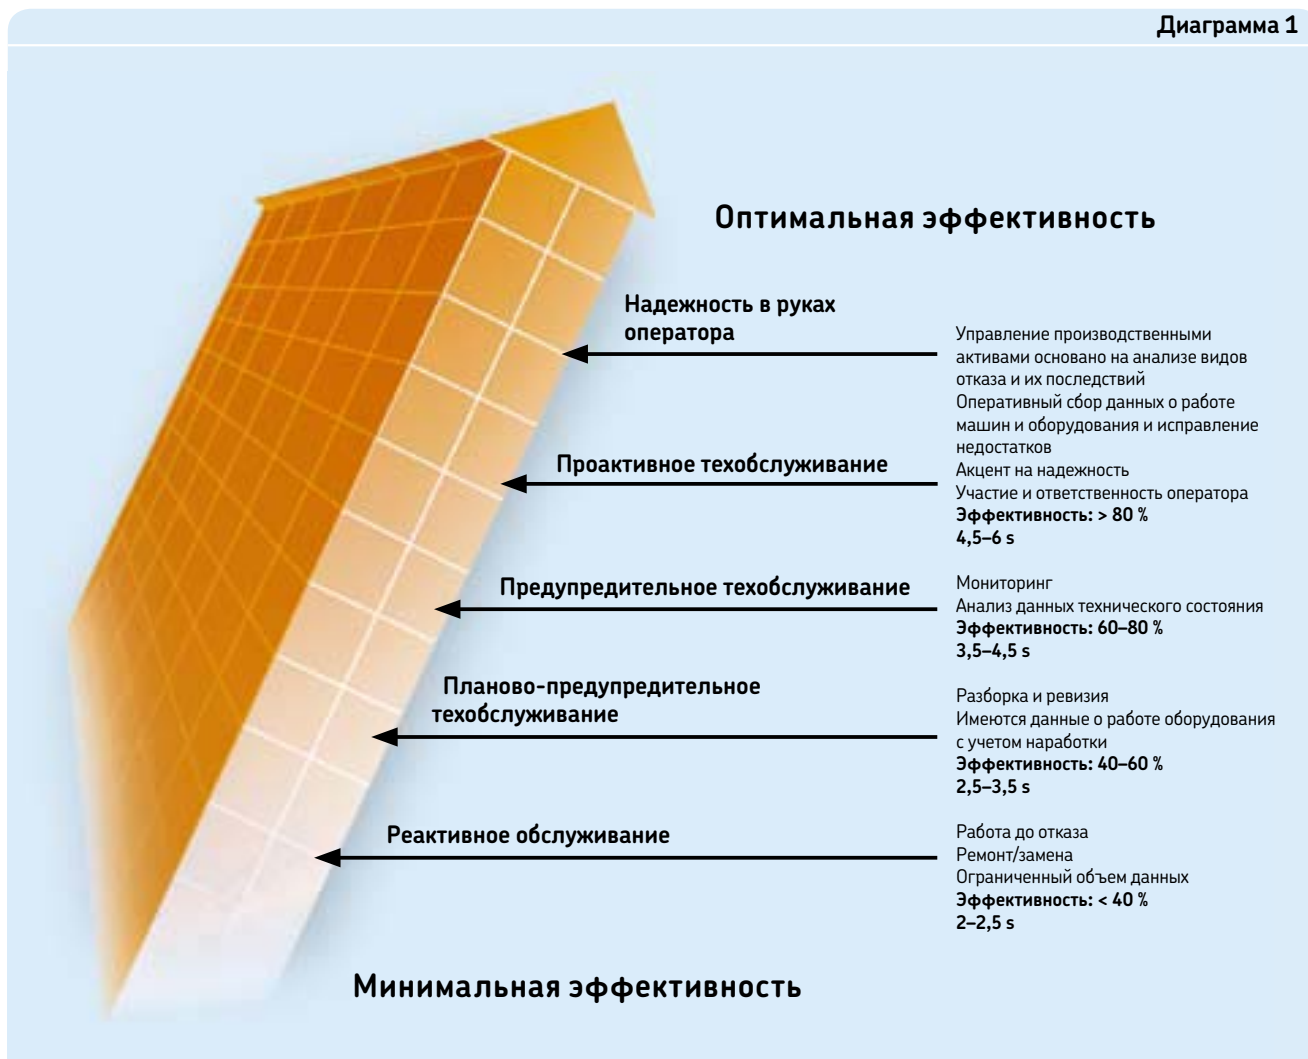 Диаграмма 1
Оптимальная эффективность
Надежность в руках
оператора
Управление производственными
активами основано на анализе видов
отказа и их последствий
Оперативный сбор данных о работе
машин и оборудования и исправление
недостатков
Акцент на надежность
Участие и ответственность оператора
Эффективность: > 80 %
4,5–6 s
Проактивное техобслуживание
Предупредительное техобслуживание
Мониторинг
Анализ данных технического состояния
Эффективность: 60–80 %
3,5–4,5 s
Планово-предупредительное
техобслуживание
Разборка и ревизия
Имеются данные о работе оборудования
с учетом наработки
Эффективность: 40–60 %
2,5–3,5 s
Реактивное обслуживание
Работа до отказа
Ремонт/замена
Ограниченный объем данных
Эффективность: < 40 %
2–2,5 s
Минимальная эффективность